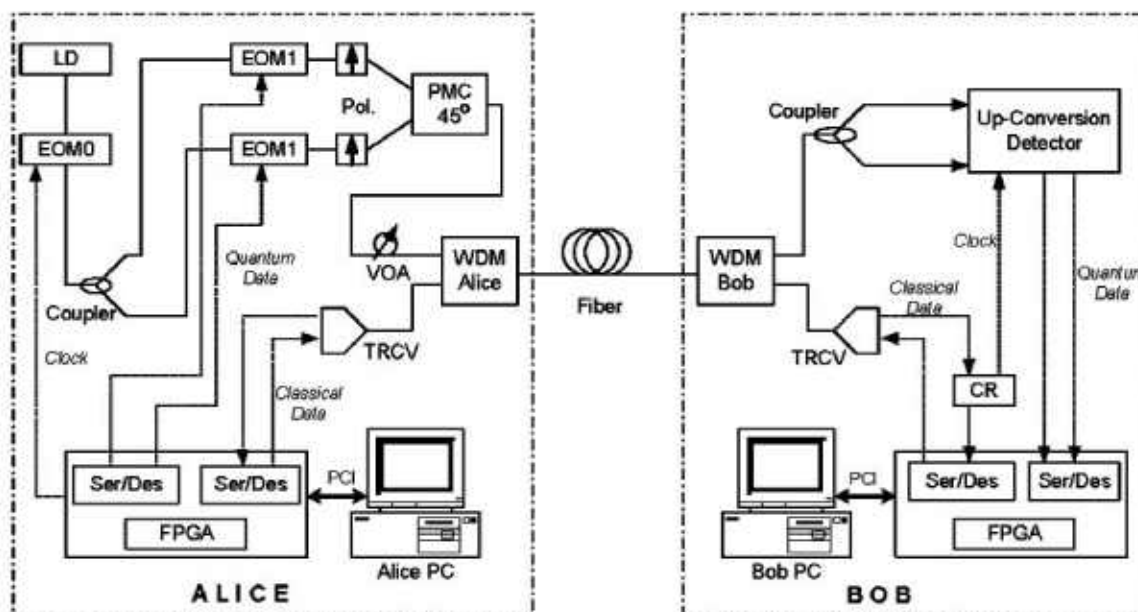 LD
EOM0
EOM1
Pol.
EOM1
PMC
45°
Quantum
Data
VOA
WDM
Alice
Coupler
TRCV
Clock
Classical
Data
Ser/Des
Ser/Des
FPGA
PCI
Alice PC
ALICE
Fiber
Coupler
Up-Conversion
Detector
WDM
Bob
Clock
Quantum
Data
Classical
Data
TRCV
CR
PCI
Ser/Des
Ser/Des
FPGA
Bob PC
BOB